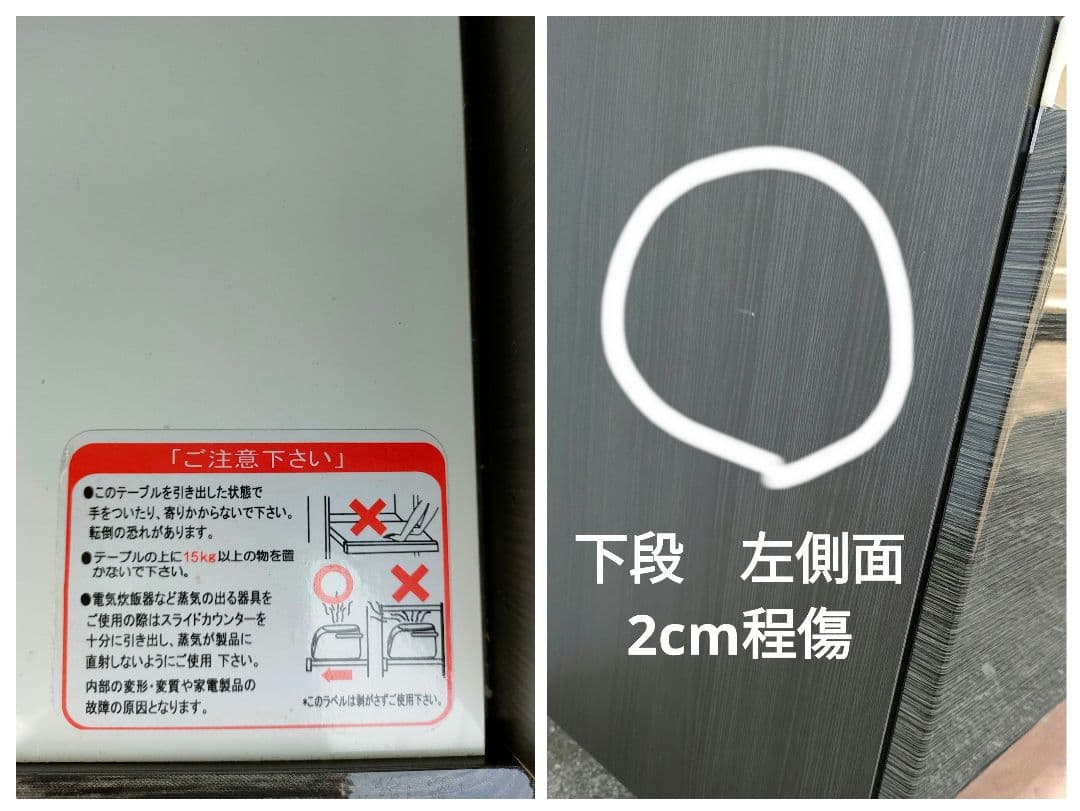 「ご注意下さい」
●このテーブルを引き出した状態で
手をついたり、寄りかからないで下さい。
転倒の恐れがあります。
●テーブルの上に15kg以上の物を置
かないで下さい。
●電気炊飯器など蒸気の出る器具を
ご使用の際はスライドカウンターを
十分に引き出し、蒸気が製品に
直射しないようにご使用 下さい。
内部の変形・変質や家電製品の
故障の原因となります。
*このラベルは剥がさずご使用下さい。
下段　左側面
2cm程傷